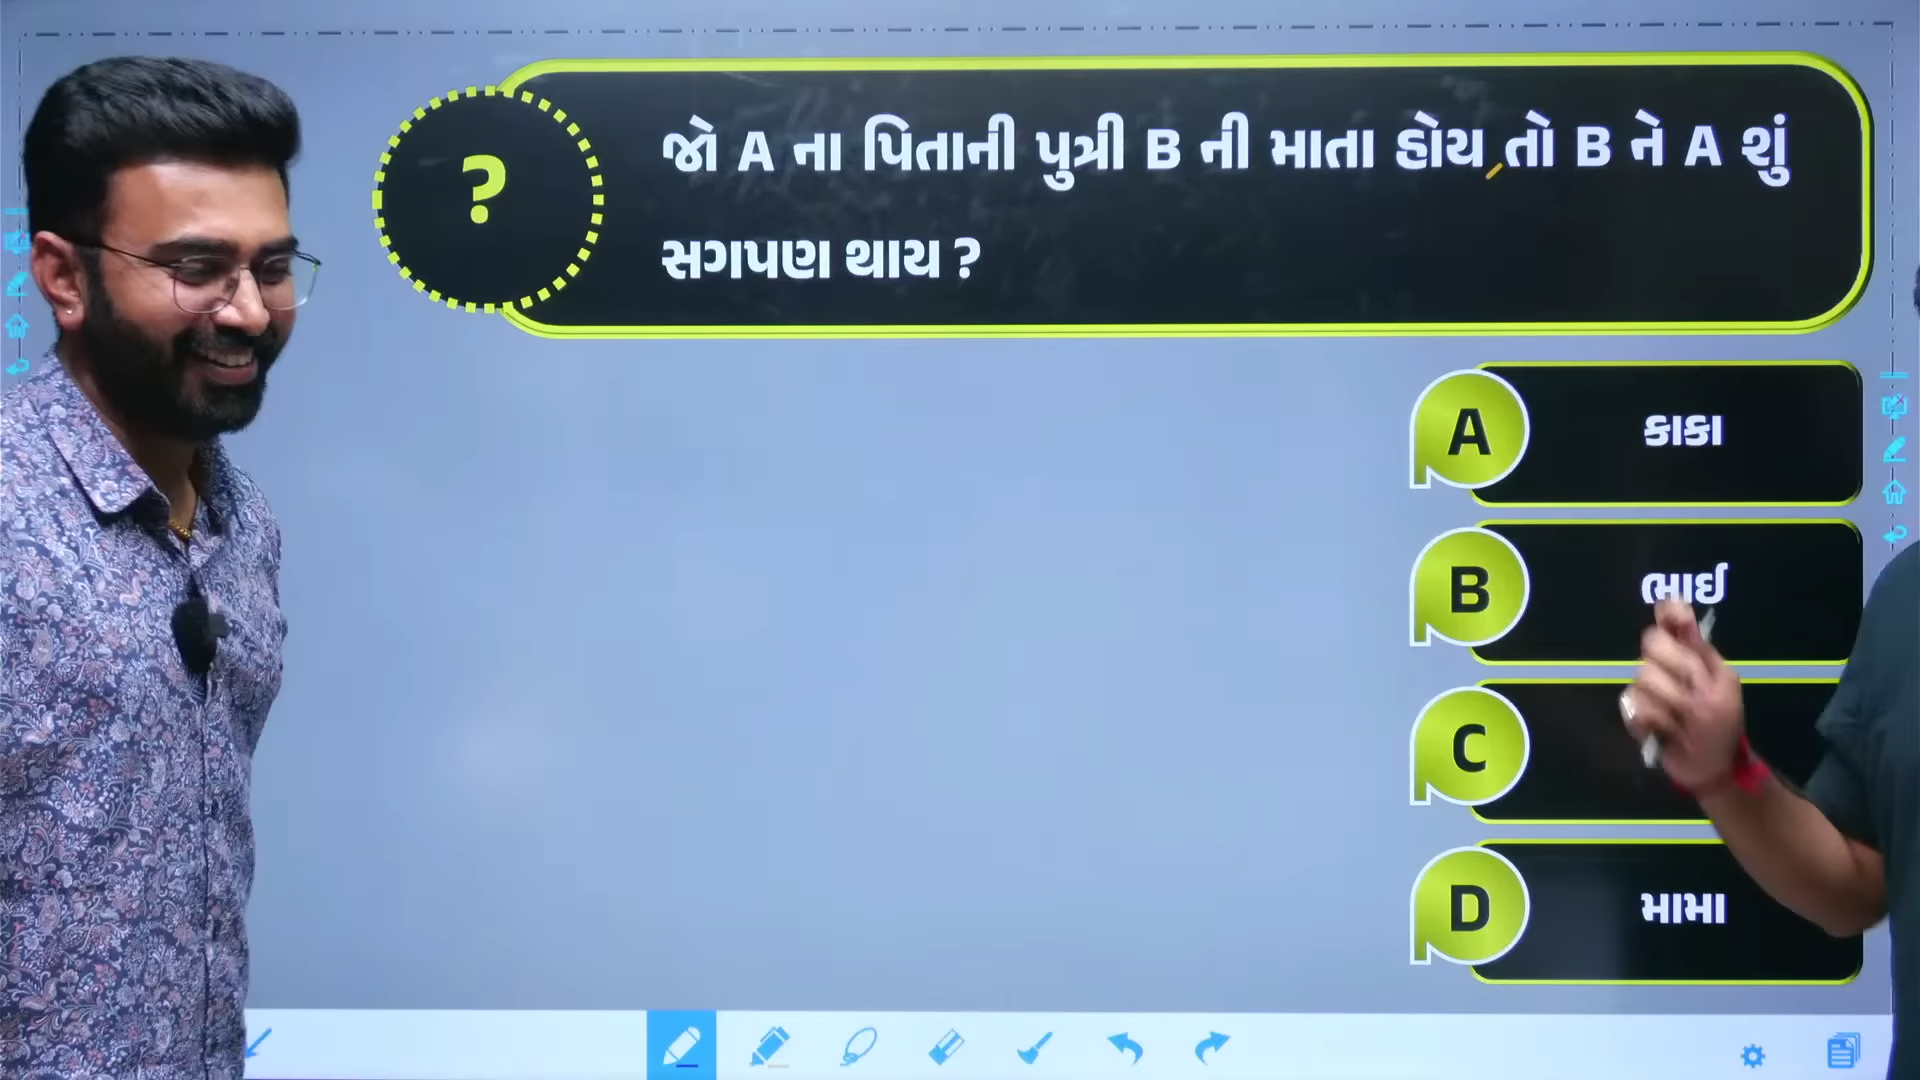 ?
જો A ના પિતાની પુત્રી B ની માતા હોય તો B ને A શું
સગપણ થાય ?
A
કાકા
B
ભાઈ
C
D
મામા